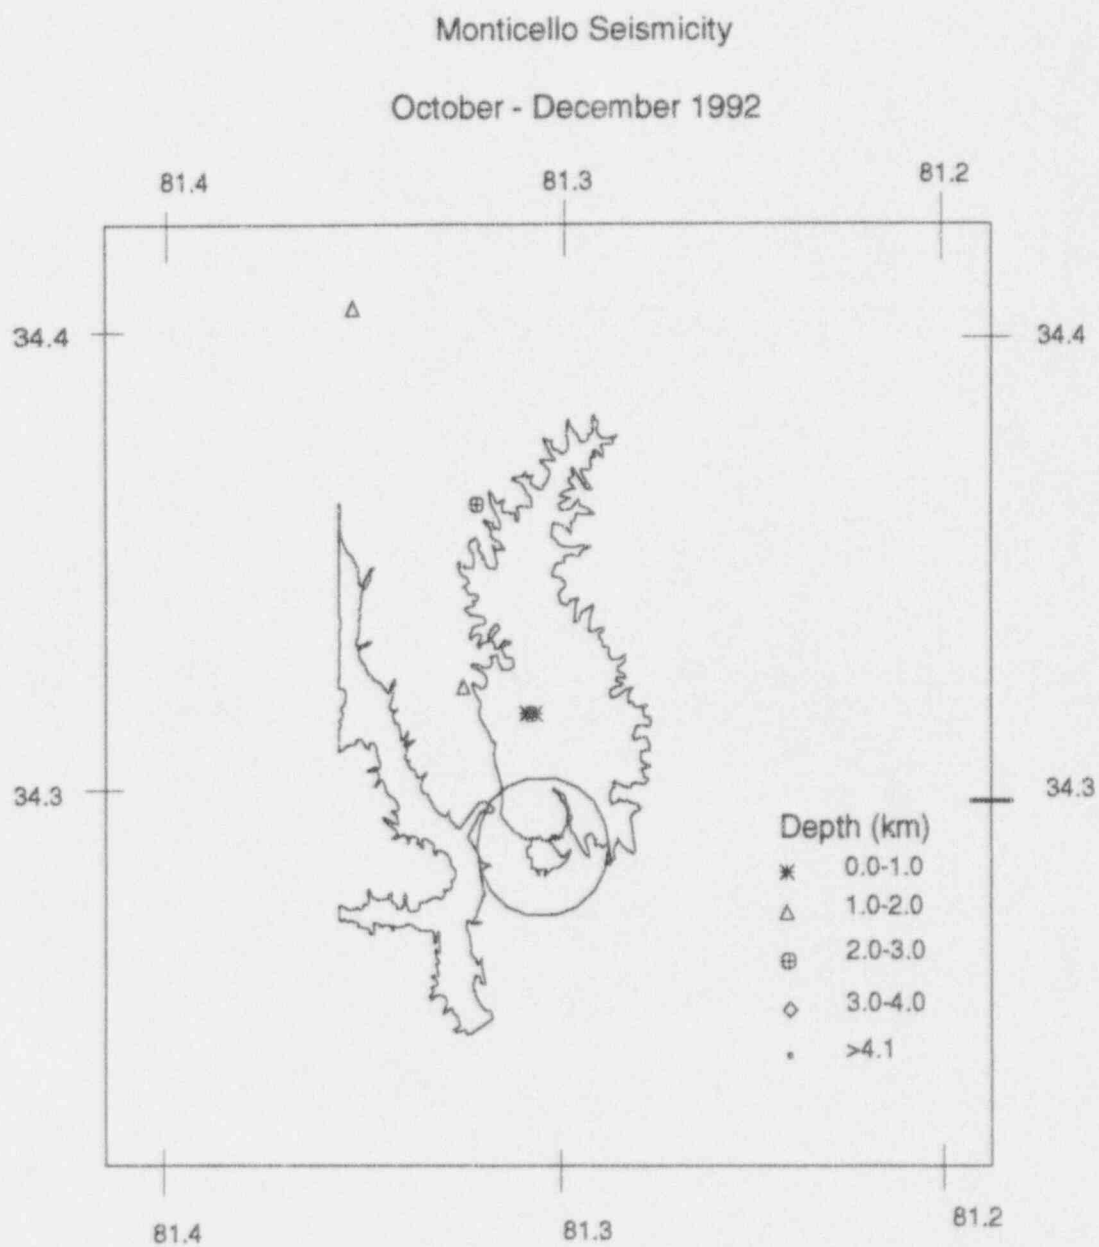 Monticello Seismicity
October - December 1992
81.4 81.3 81.2
34.4 34.4
34.3 34.3
Depth (km)
0.0-1.0
1.0-2.0
2.0-3.0
3.0-4.0
>4.1
81.4 81.3 81.2